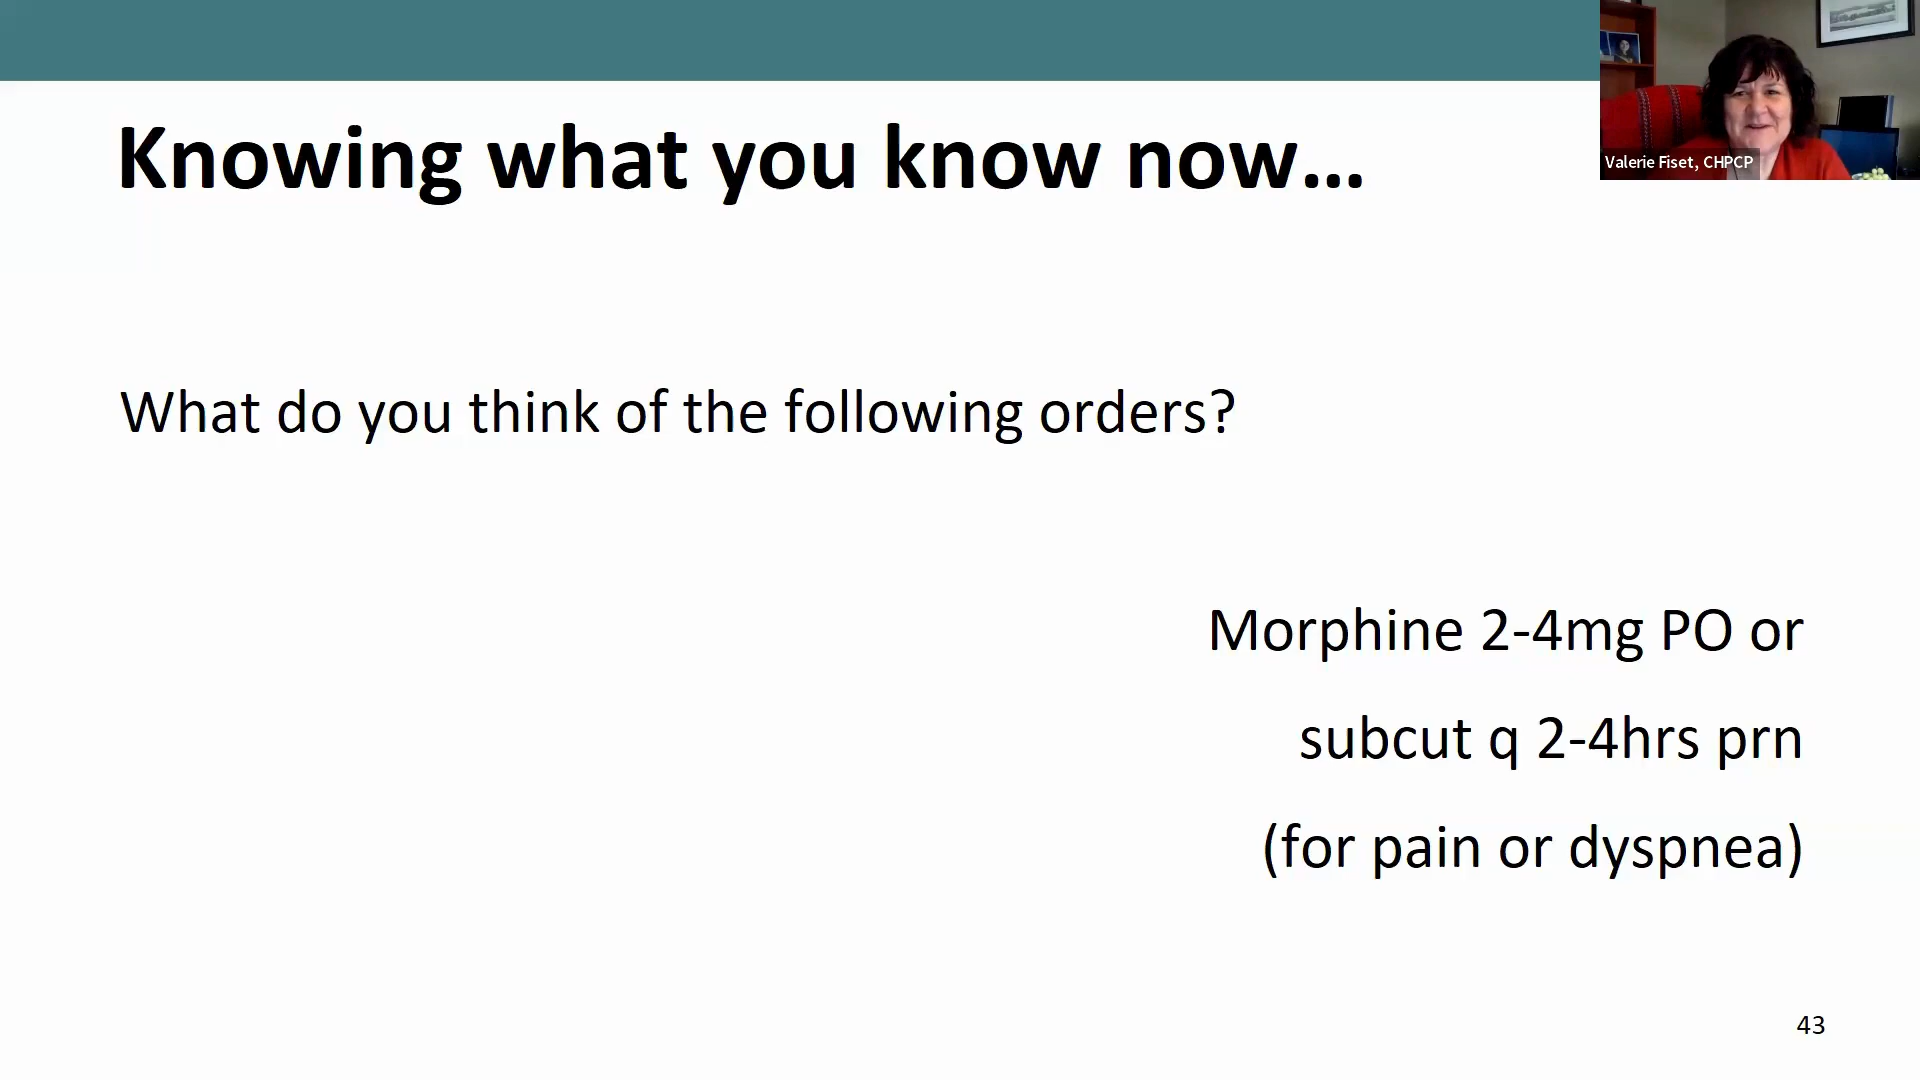 Knowing what you know now...
Valerie Fiset, CHPCP
What do you think of the following orders?
Morphine 2-4mg PO or
subcut q 2-4hrs prn
(for pain or dyspnea)
43